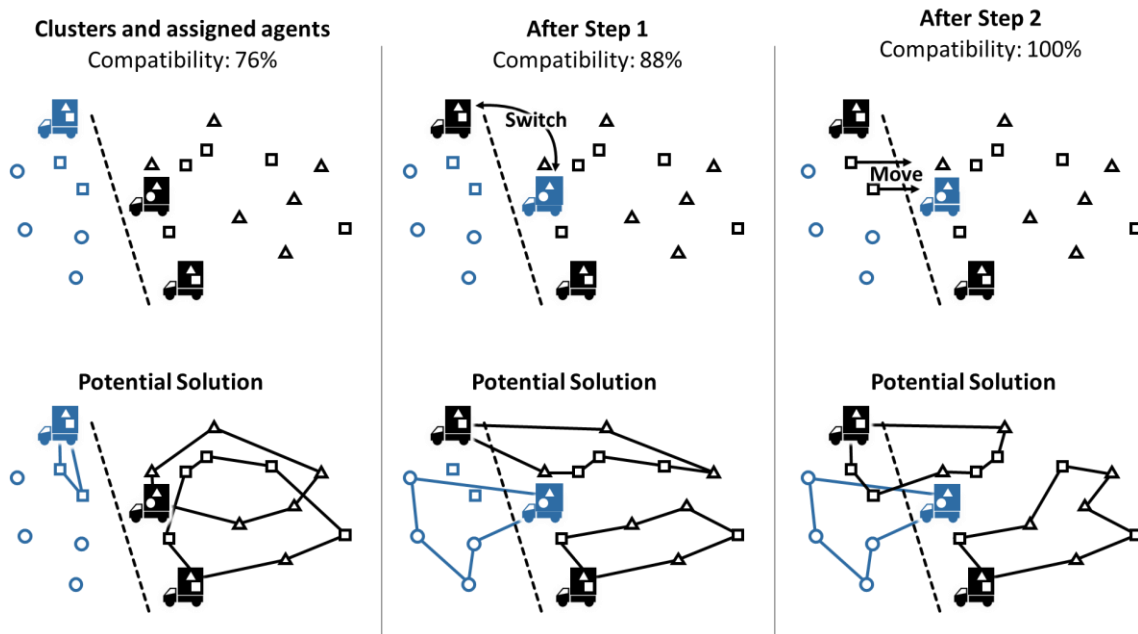 Clusters and assigned agents
Compatibility: 76%
After Step 1
Compatibility: 88%
Switch
After Step 2
Compatibility: 100%
Move
Potential Solution
Potential Solution
Potential Solution